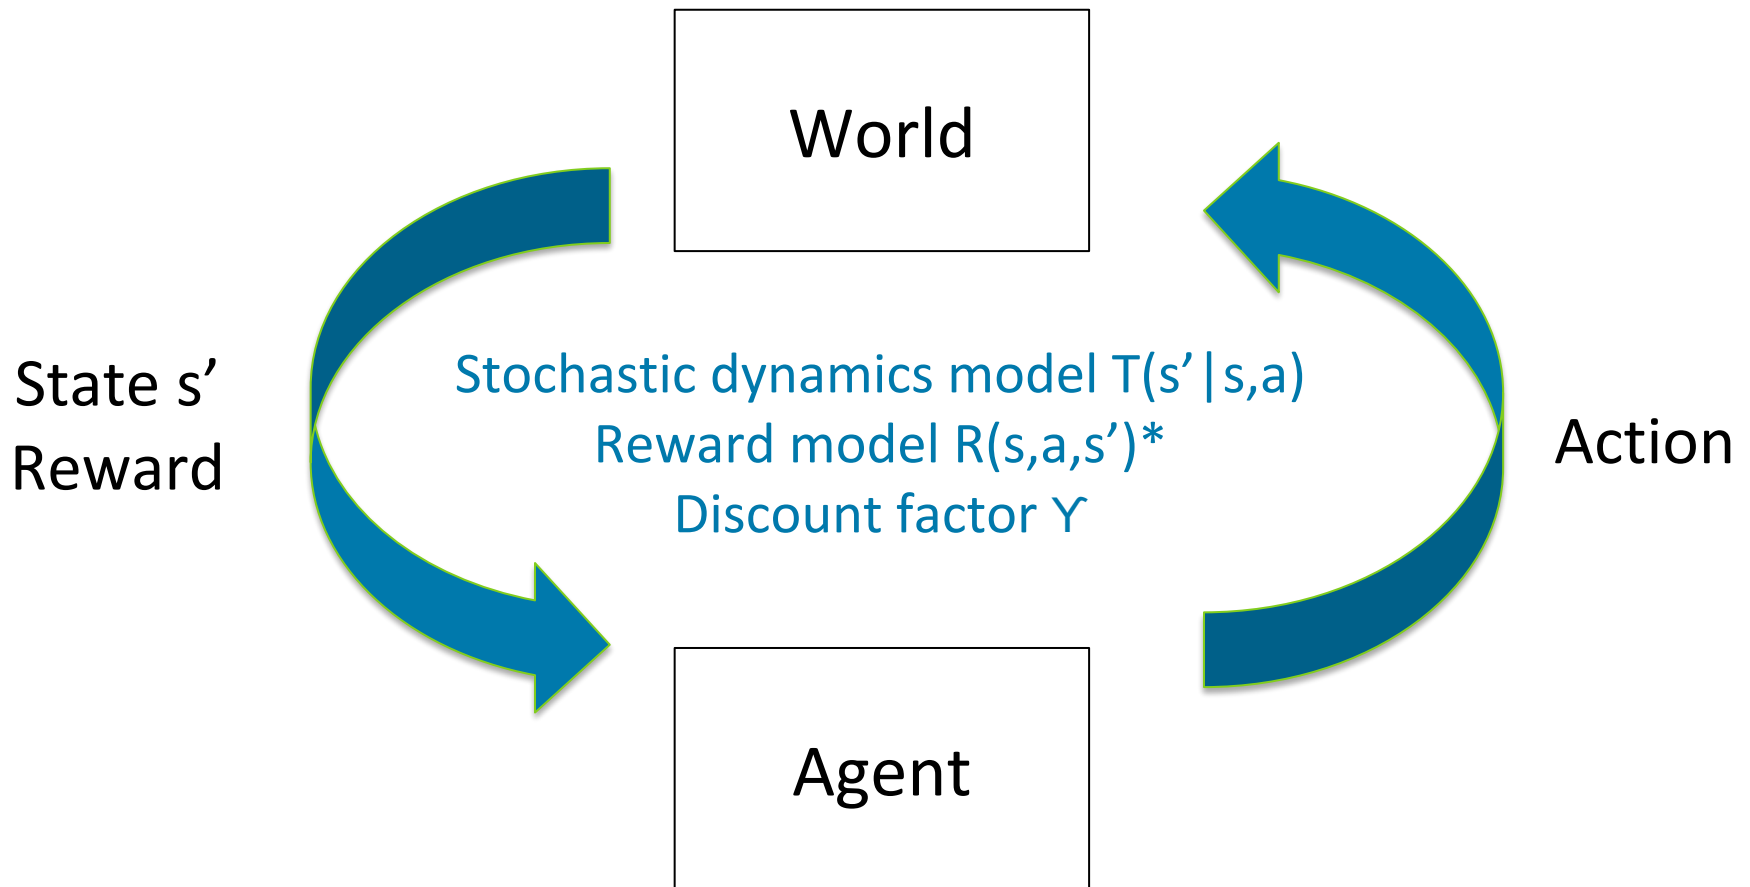 World
State s’
Reward
Stochastic dynamics model T(s’|s,a)
Reward model R(s,a,s’)*
Discount factor ϒ
Action
Agent